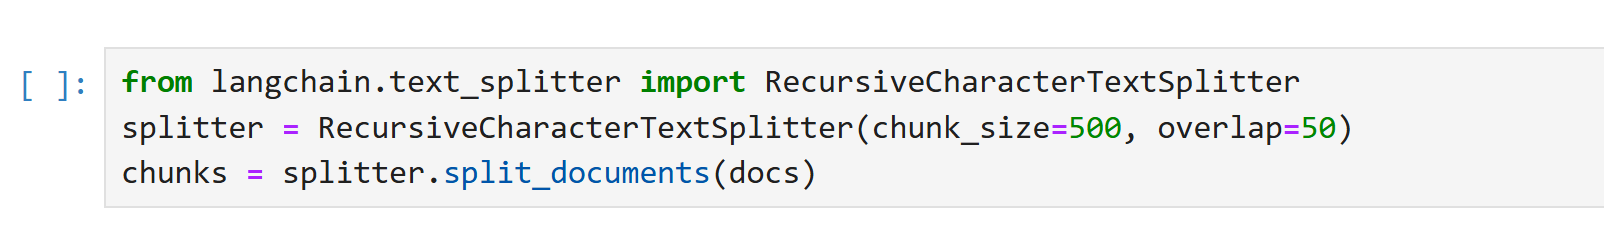 [ ]: from langchain.text_splitter import RecursiveCharacterTextSplitter
splitter = RecursiveCharacterTextSplitter(chunk_size=500, overlap=50)
chunks = splitter.split_documents(docs)